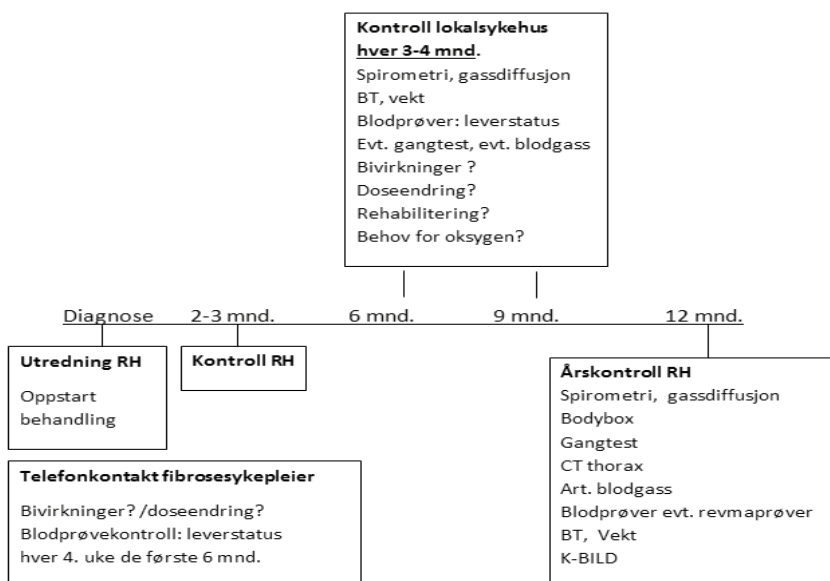 Kontroll lokalsykehus
hver 3-4 mnd.
Spirometri, gassdiffusjon
BT, vekt
Blodprøver: leverstatus
Evt. gangtest, evt. blodgass
Bivirkninger ?
Doseendring?
Rehabilitering?
Behov for oksygen?
Diagnose 2-3 mnd. 6 mnd. 9 mnd. 12 mnd.
Utredning RH
Oppstart
behandling
Kontroll RH
Årskontroll RH
Spirometri, gassdiffusjon
Bodybox
Gangtest
CT thorax
Art. blodgass
Blodprøver evt. revmaprøver
BT, Vekt
K-BILD
Telefonkontakt fibrosesykepleier
Bivirkninger? /doseendring?
Blodprøvekontroll: leverstatus
hver 4. uke de første 6 mnd.